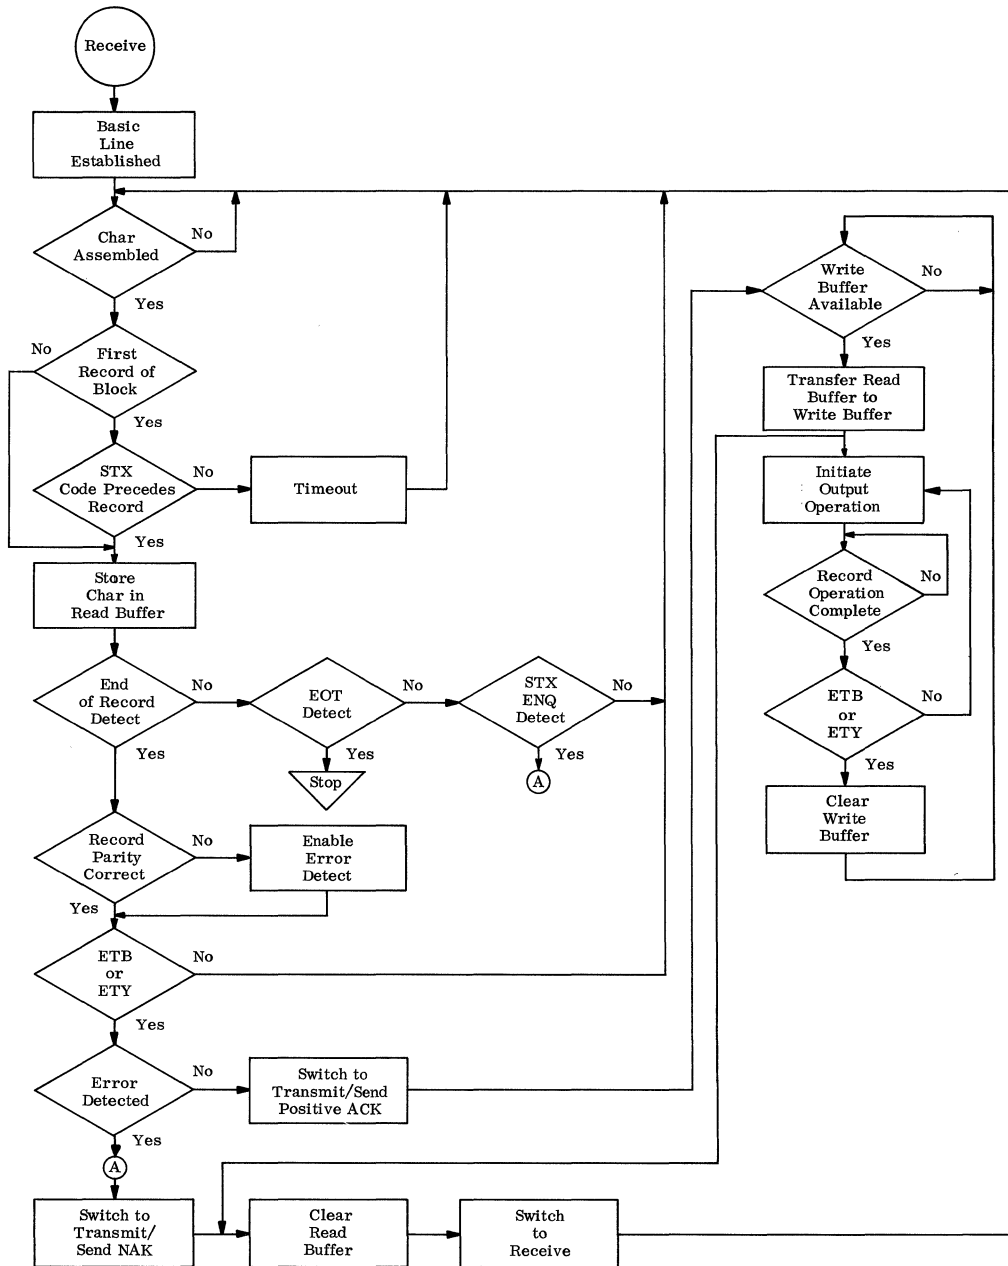 Receive
Basic
Line
Established
Char
Assembled
No
Yes
First
Record of
Block
No
Yes
STX
Code Precedes
Record
No
Yes
Timeout
Store
Char in
Read Buffer
End
of Record
Detect
No
Yes
EOT
Detect
No
Yes
Stop
STX
ENQ
Detect
No
Yes
A
Record
Parity
Correct
No
Yes
Enable
Error
Detect
ETB
or
ETY
No
Yes
Error
Detected
No
Yes
Switch to
Transmit/Send
Positive ACK
A
Switch to
Transmit/
Send NAK
Clear
Read
Buffer
Switch
to
Receive
Write
Buffer
Available
No
Yes
Transfer Read
Buffer to
Write Buffer
Initiate
Output
Operation
Record
Operation
Complete
No
Yes
ETB
or
ETY
No
Yes
Clear
Write
Buffer